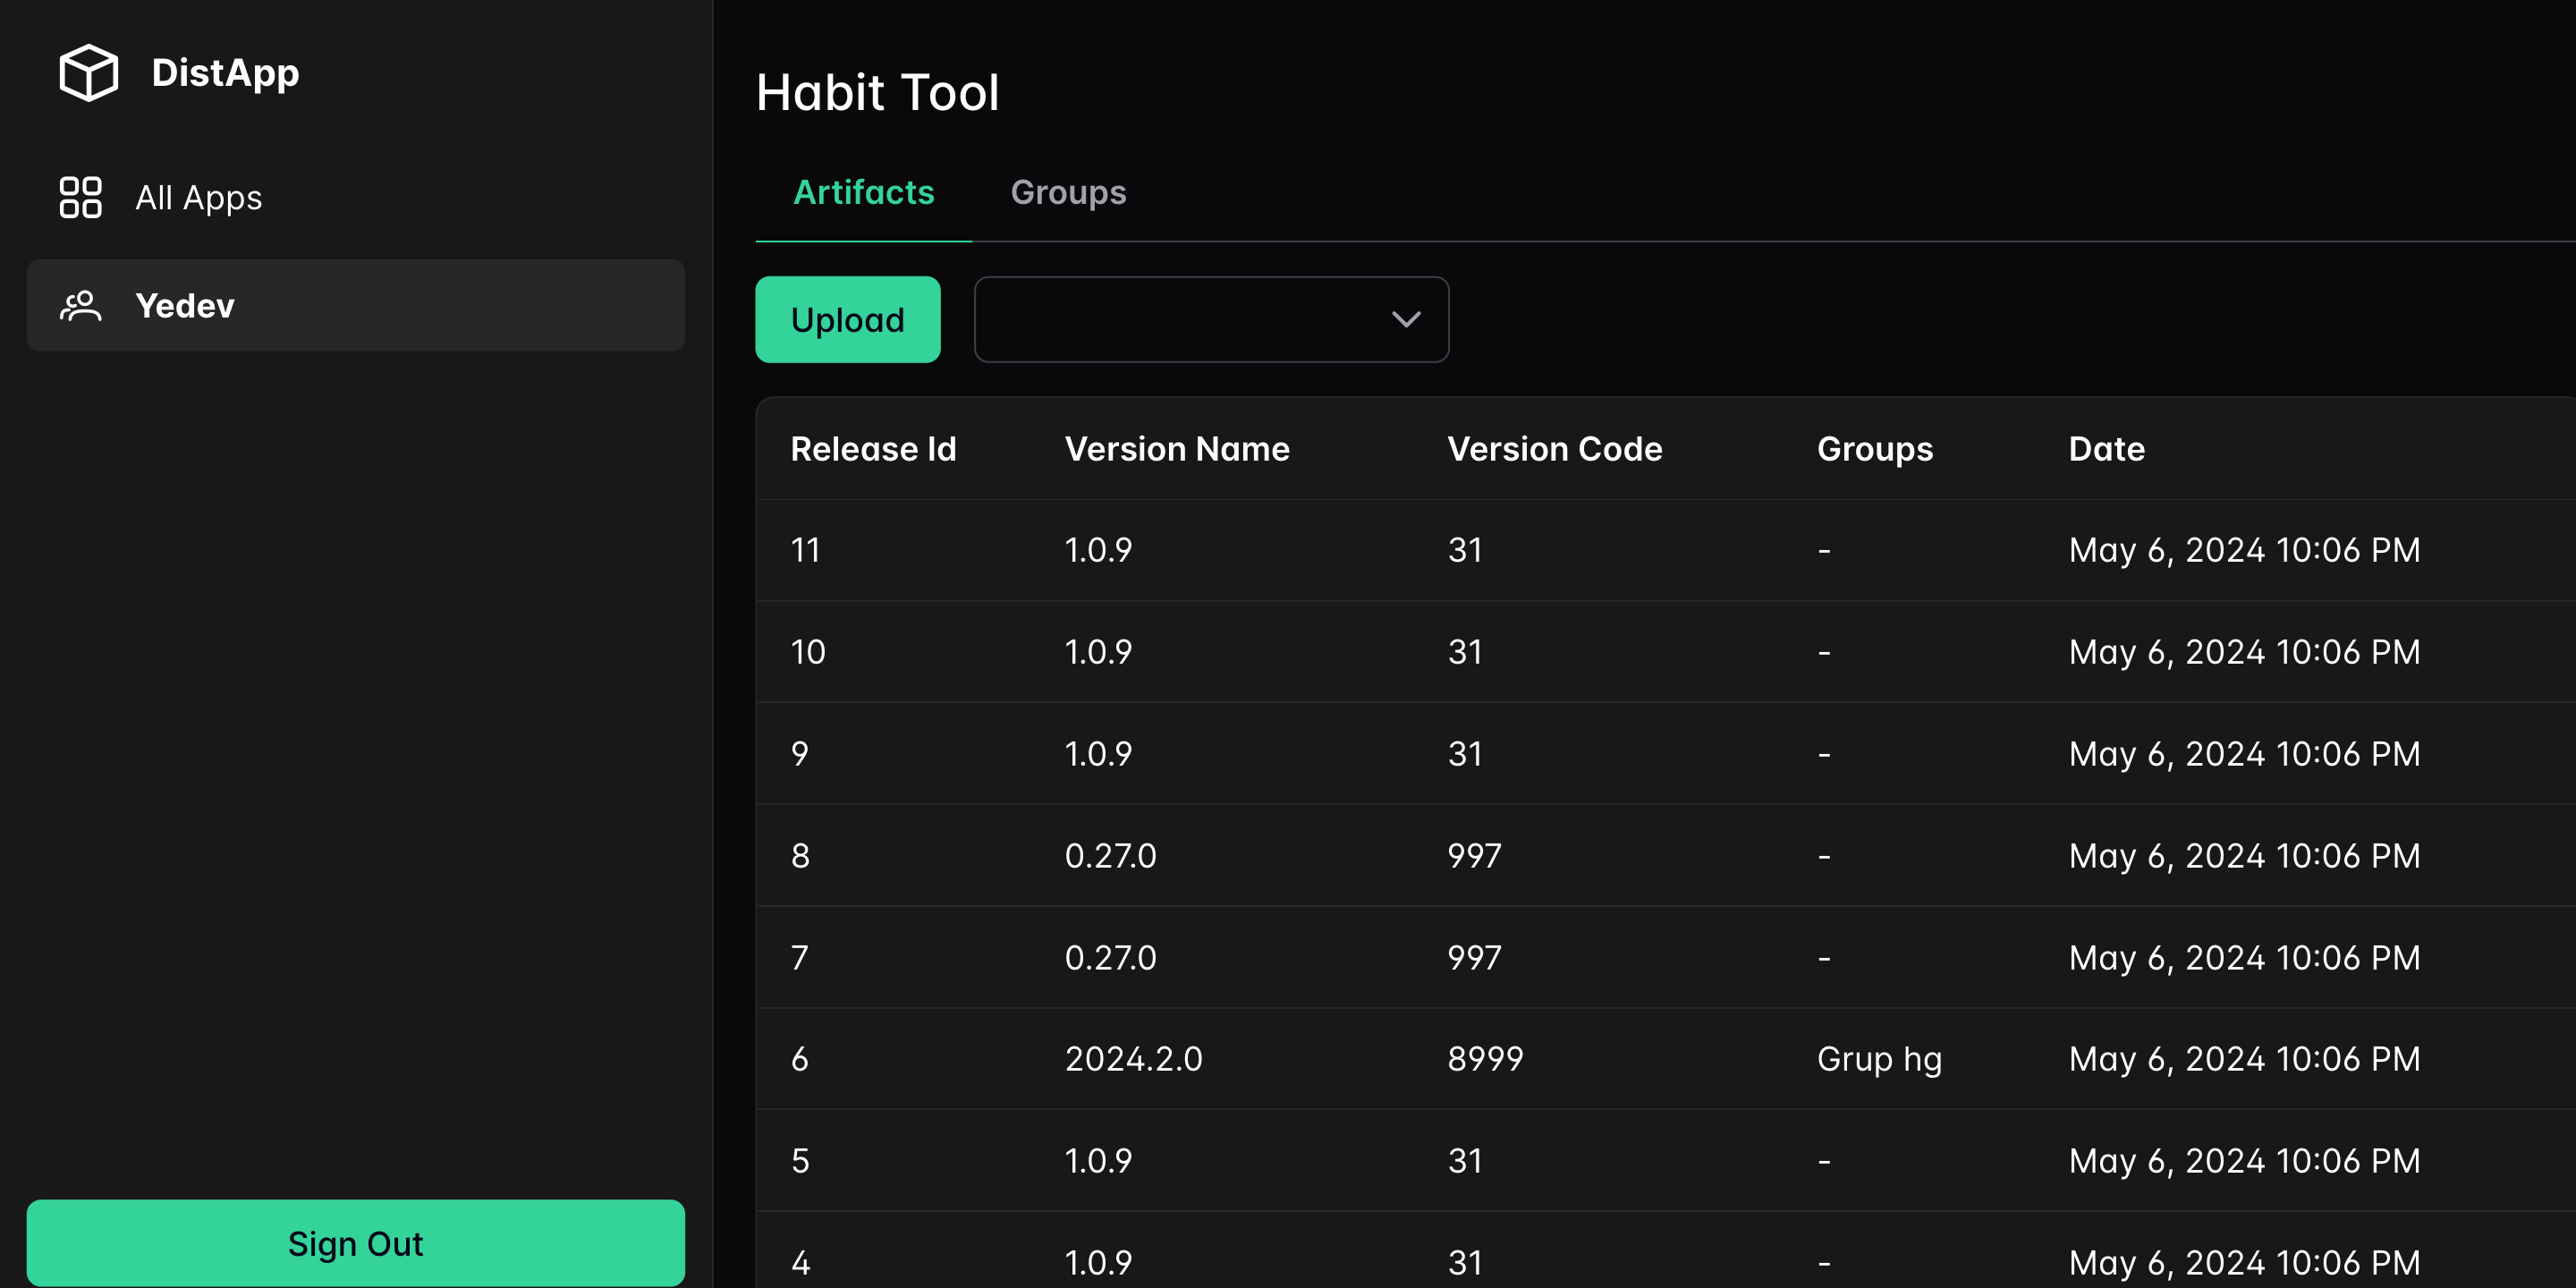 DistApp
All Apps
Yedev
Sign Out
Habit Tool
Artifacts Groups
Upload
Release Id Version Name Version Code Groups Date
11 1.0.9 31 - May 6, 2024 10:06 PM
10 1.0.9 31 - May 6, 2024 10:06 PM
9 1.0.9 31 - May 6, 2024 10:06 PM
8 0.27.0 997 - May 6, 2024 10:06 PM
7 0.27.0 997 - May 6, 2024 10:06 PM
6 2024.2.0 8999 Grup hg May 6, 2024 10:06 PM
5 1.0.9 31 - May 6, 2024 10:06 PM
4 1.0.9 31 - May 6, 2024 10:06 PM